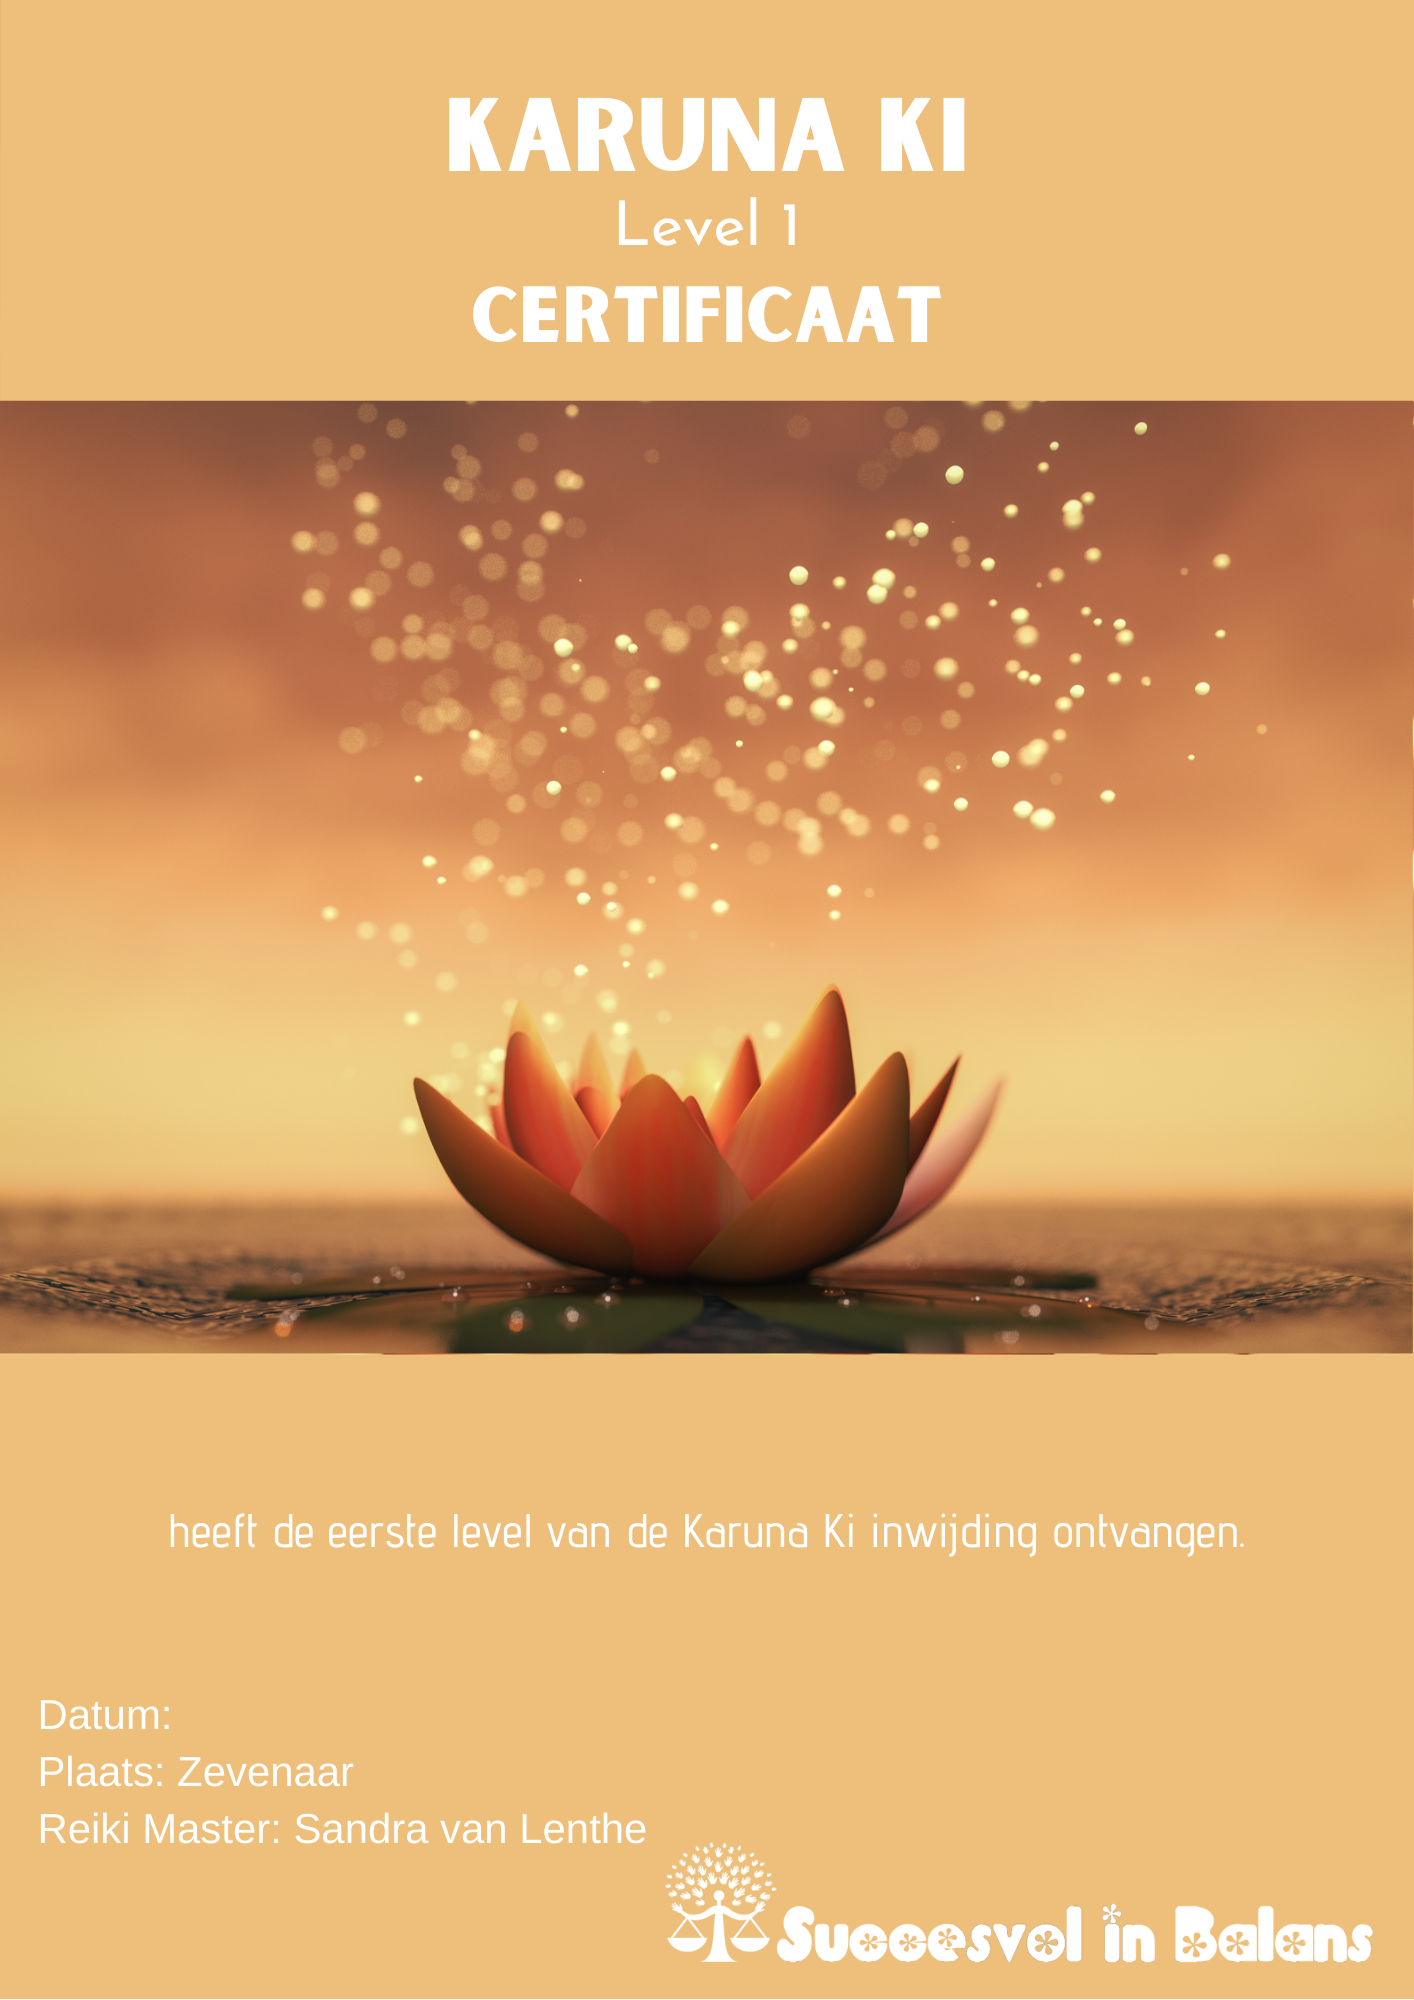 KARUNA KI
Level 1
CERTIFICAAT
heeft de eerste level van de Karuna Ki inwijding ontvangen.
Datum:
Plaats: Zevenaar
Reiki Master: Sandra van Lenthe
Succesvol in Balans